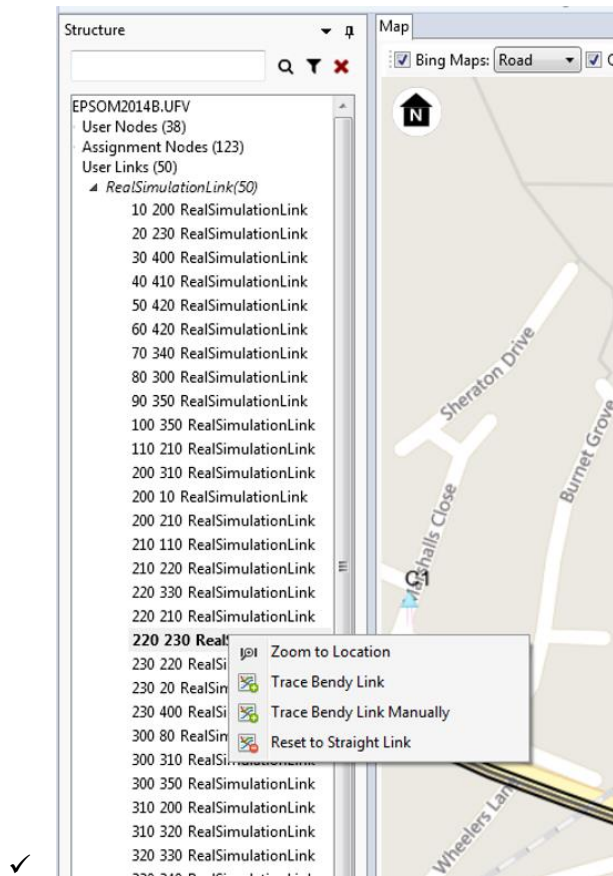 Structure
Map
Bing Maps: Road
EPSOM2014B.UFV
User Nodes (38)
Assignment Nodes (123)
User Links (50)
RealSimulationLink(50)
10 200 RealSimulationLink
20 230 RealSimulationLink
30 400 RealSimulationLink
40 410 RealSimulationLink
50 420 RealSimulationLink
60 420 RealSimulationLink
70 340 RealSimulationLink
80 300 RealSimulationLink
90 350 RealSimulationLink
100 350 RealSimulationLink
110 210 RealSimulationLink
200 310 RealSimulationLink
200 10 RealSimulationLink
200 210 RealSimulationLink
210 110 RealSimulationLink
210 220 RealSimulationLink
220 330 RealSimulationLink
220 210 RealSimulationLink
220 230 Real
230 220 RealSi
230 20 RealSim
230 400 RealSi
300 80 RealSim
300 310 RealSimulationLink
300 350 RealSimulationLink
310 200 RealSimulationLink
310 320 RealSimulationLink
320 330 RealSimulationLink
Zoom to Location
Trace Bendy Link
Trace Bendy Link Manually
Reset to Straight Link
N
Sheraton Drive
Burnet Grove
Marshalls Close
C1
Wheelers Lane